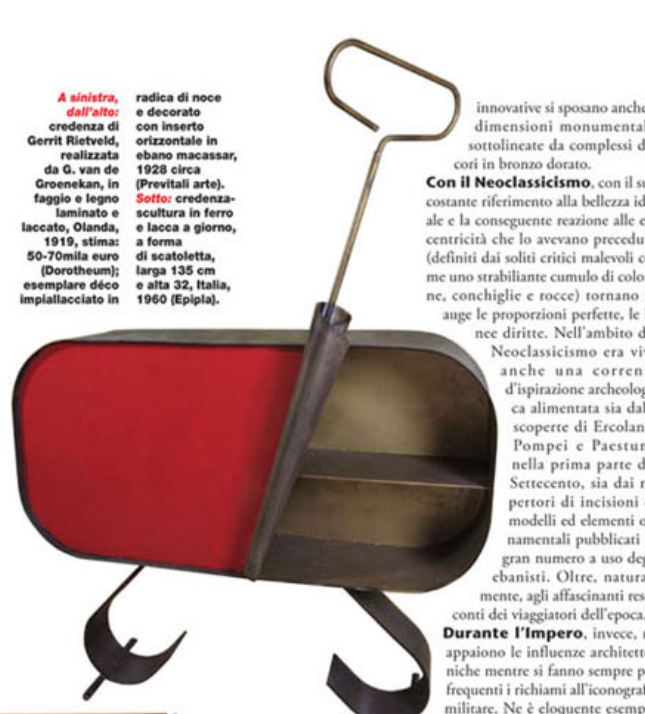 A sinistra,
dall'alto:
credenza di
Gerrit Rietveld,
realizzata
da G. van de
Groenekan, in
faggio e legno
laminato e
laccato, Olanda,
1919, stima:
50-70mila euro
(Dorotheum);
esemplare déco
impiallacciato in
radica di noce
e decorato
con inserto
orizzontale in
ebano macassar,
1928 circa
(Previtali arte).
Sotto: credenza-
scultura in ferro
e lacca a giorno,
a forma
di scatoletta,
larga 135 cm
e alta 32, Italia,
1960 (Epipla).
innovative si sposano anche
dimensioni monumental
sottolineate da complessi d
cori in bronzo dorato.
Con il Neoclassicismo, con il su
costante riferimento alla bellezza id
ale e la conseguente reazione alle e
centricità che lo avevano precedu
(definiti dai soliti critici malevoli co
me uno strabiliante cumulo di colo
ne, conchiglie e rocce) tornano
auge le proporzioni perfette, le l
nee diritte. Nell'ambito d
Neoclassicismo era viv
anche una corrent
d'ispirazione archeolog
ca alimentata sia dal
scoperte di Ercolan
Pompei e Paestum
nella prima parte d
Settecento, sia dai r
pertori di incisioni
modelli ed elementi o
namentali pubblicati
gran numero a uso deg
ebanisti. Oltre, natura
mente, agli affascinanti res
conti dei viaggiatori dell'epoca.
Durante l'Impero, invece, r
appaiono le influenze architetto
niche mentre si fanno sempre p
frequenti i richiami all'iconograf
militare. Ne è eloquente esemp